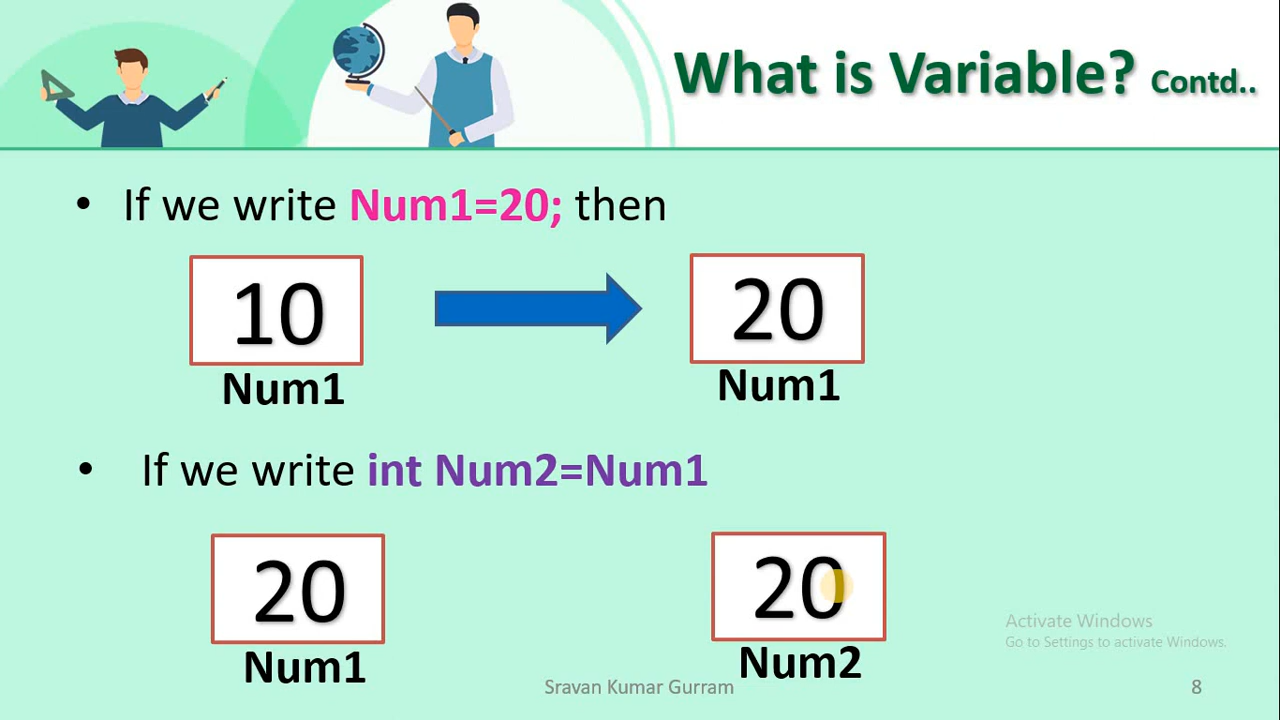 What is Variable? Contd..
• If we write Num1=20; then
10 20
Num1 Num1
• If we write int Num2=Num1
20 20
Num1 Num2
Activate Windows
Go to Settings to activate Windows.
Sravan Kumar Gurram 8